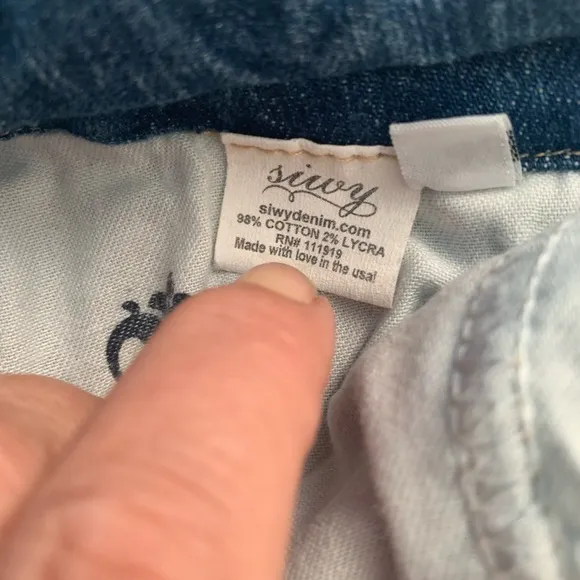 siwy
siwydenim.com
98% COTTON 2% LYCRA
RN# 111919
Made with love in the usa!